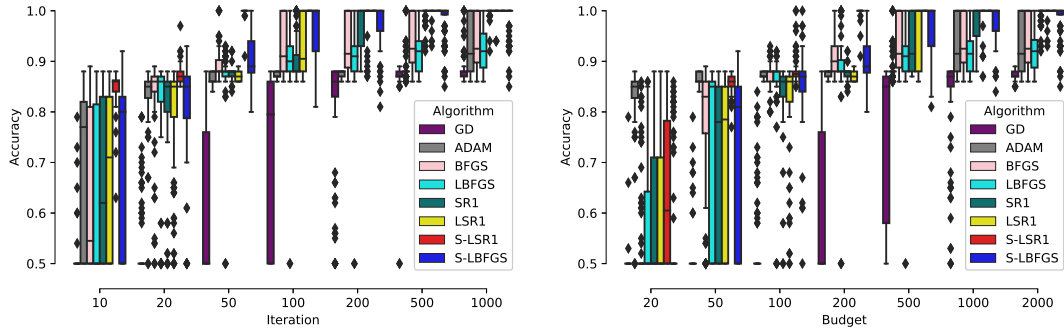 1.0
0.9
0.8
0.7
0.6
0.5
Accuracy
10 20 50 100 200 500 1000
Iteration
Algorithm
GD
ADAM
BFGS
LBFGS
SR1
LSR1
S-LSR1
S-LBFGS
1.0
0.9
0.8
0.7
0.6
0.5
Accuracy
20 50 100 200 500 1000 2000
Budget
Algorithm
GD
ADAM
BFGS
LBFGS
SR1
LSR1
S-LSR1
S-LBFGS